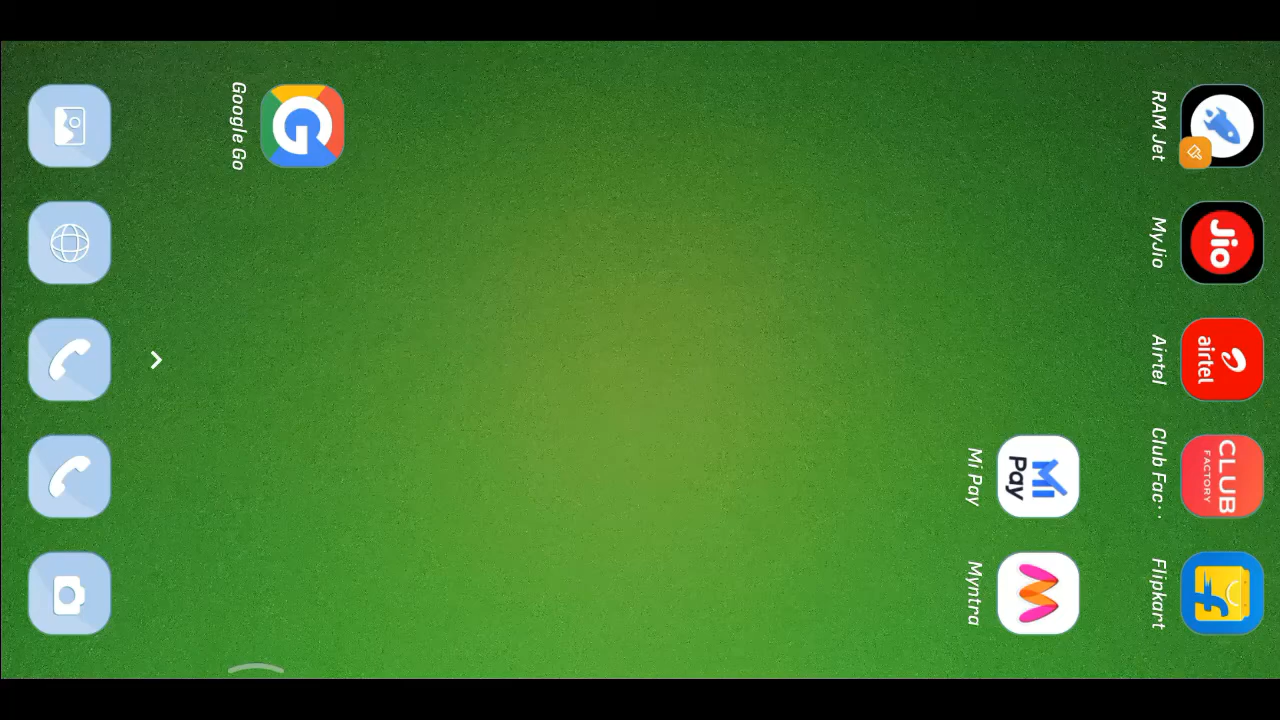 RAM Jet
Jio
MyJio
airtel
Airtel
CLUB
FACTORY
Club Fac··
Flipkart
Mi
Pay
Mi Pay
Myntra
G
Google Go